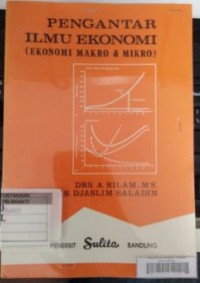 PENGANTAR
ILMU EKONOMI
(EKONOMI MAKRO & MIKRO)
DRS. A RILAM, MS.
DJASLIM SALADIN
PENERBIT Sulita BANDUNG